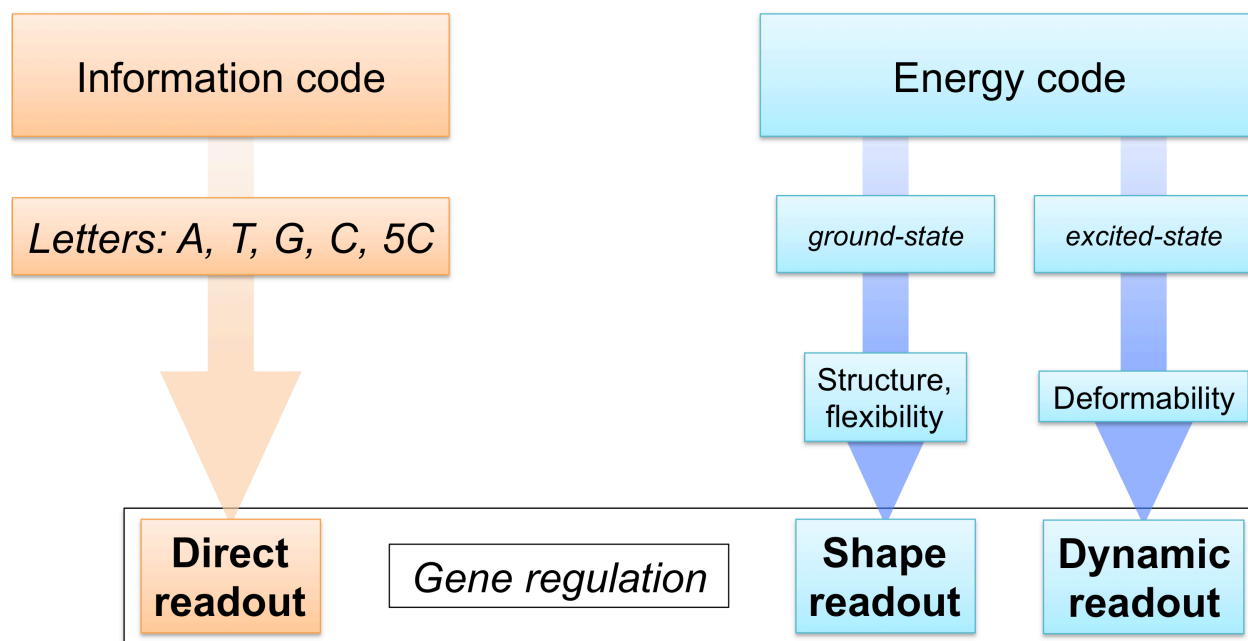 Information code
Energy code
Letters: A, T, G, C, 5C
ground-state
excited-state
Structure,
flexibility
Deformability
Direct
readout
Gene regulation
Shape
readout
Dynamic
readout